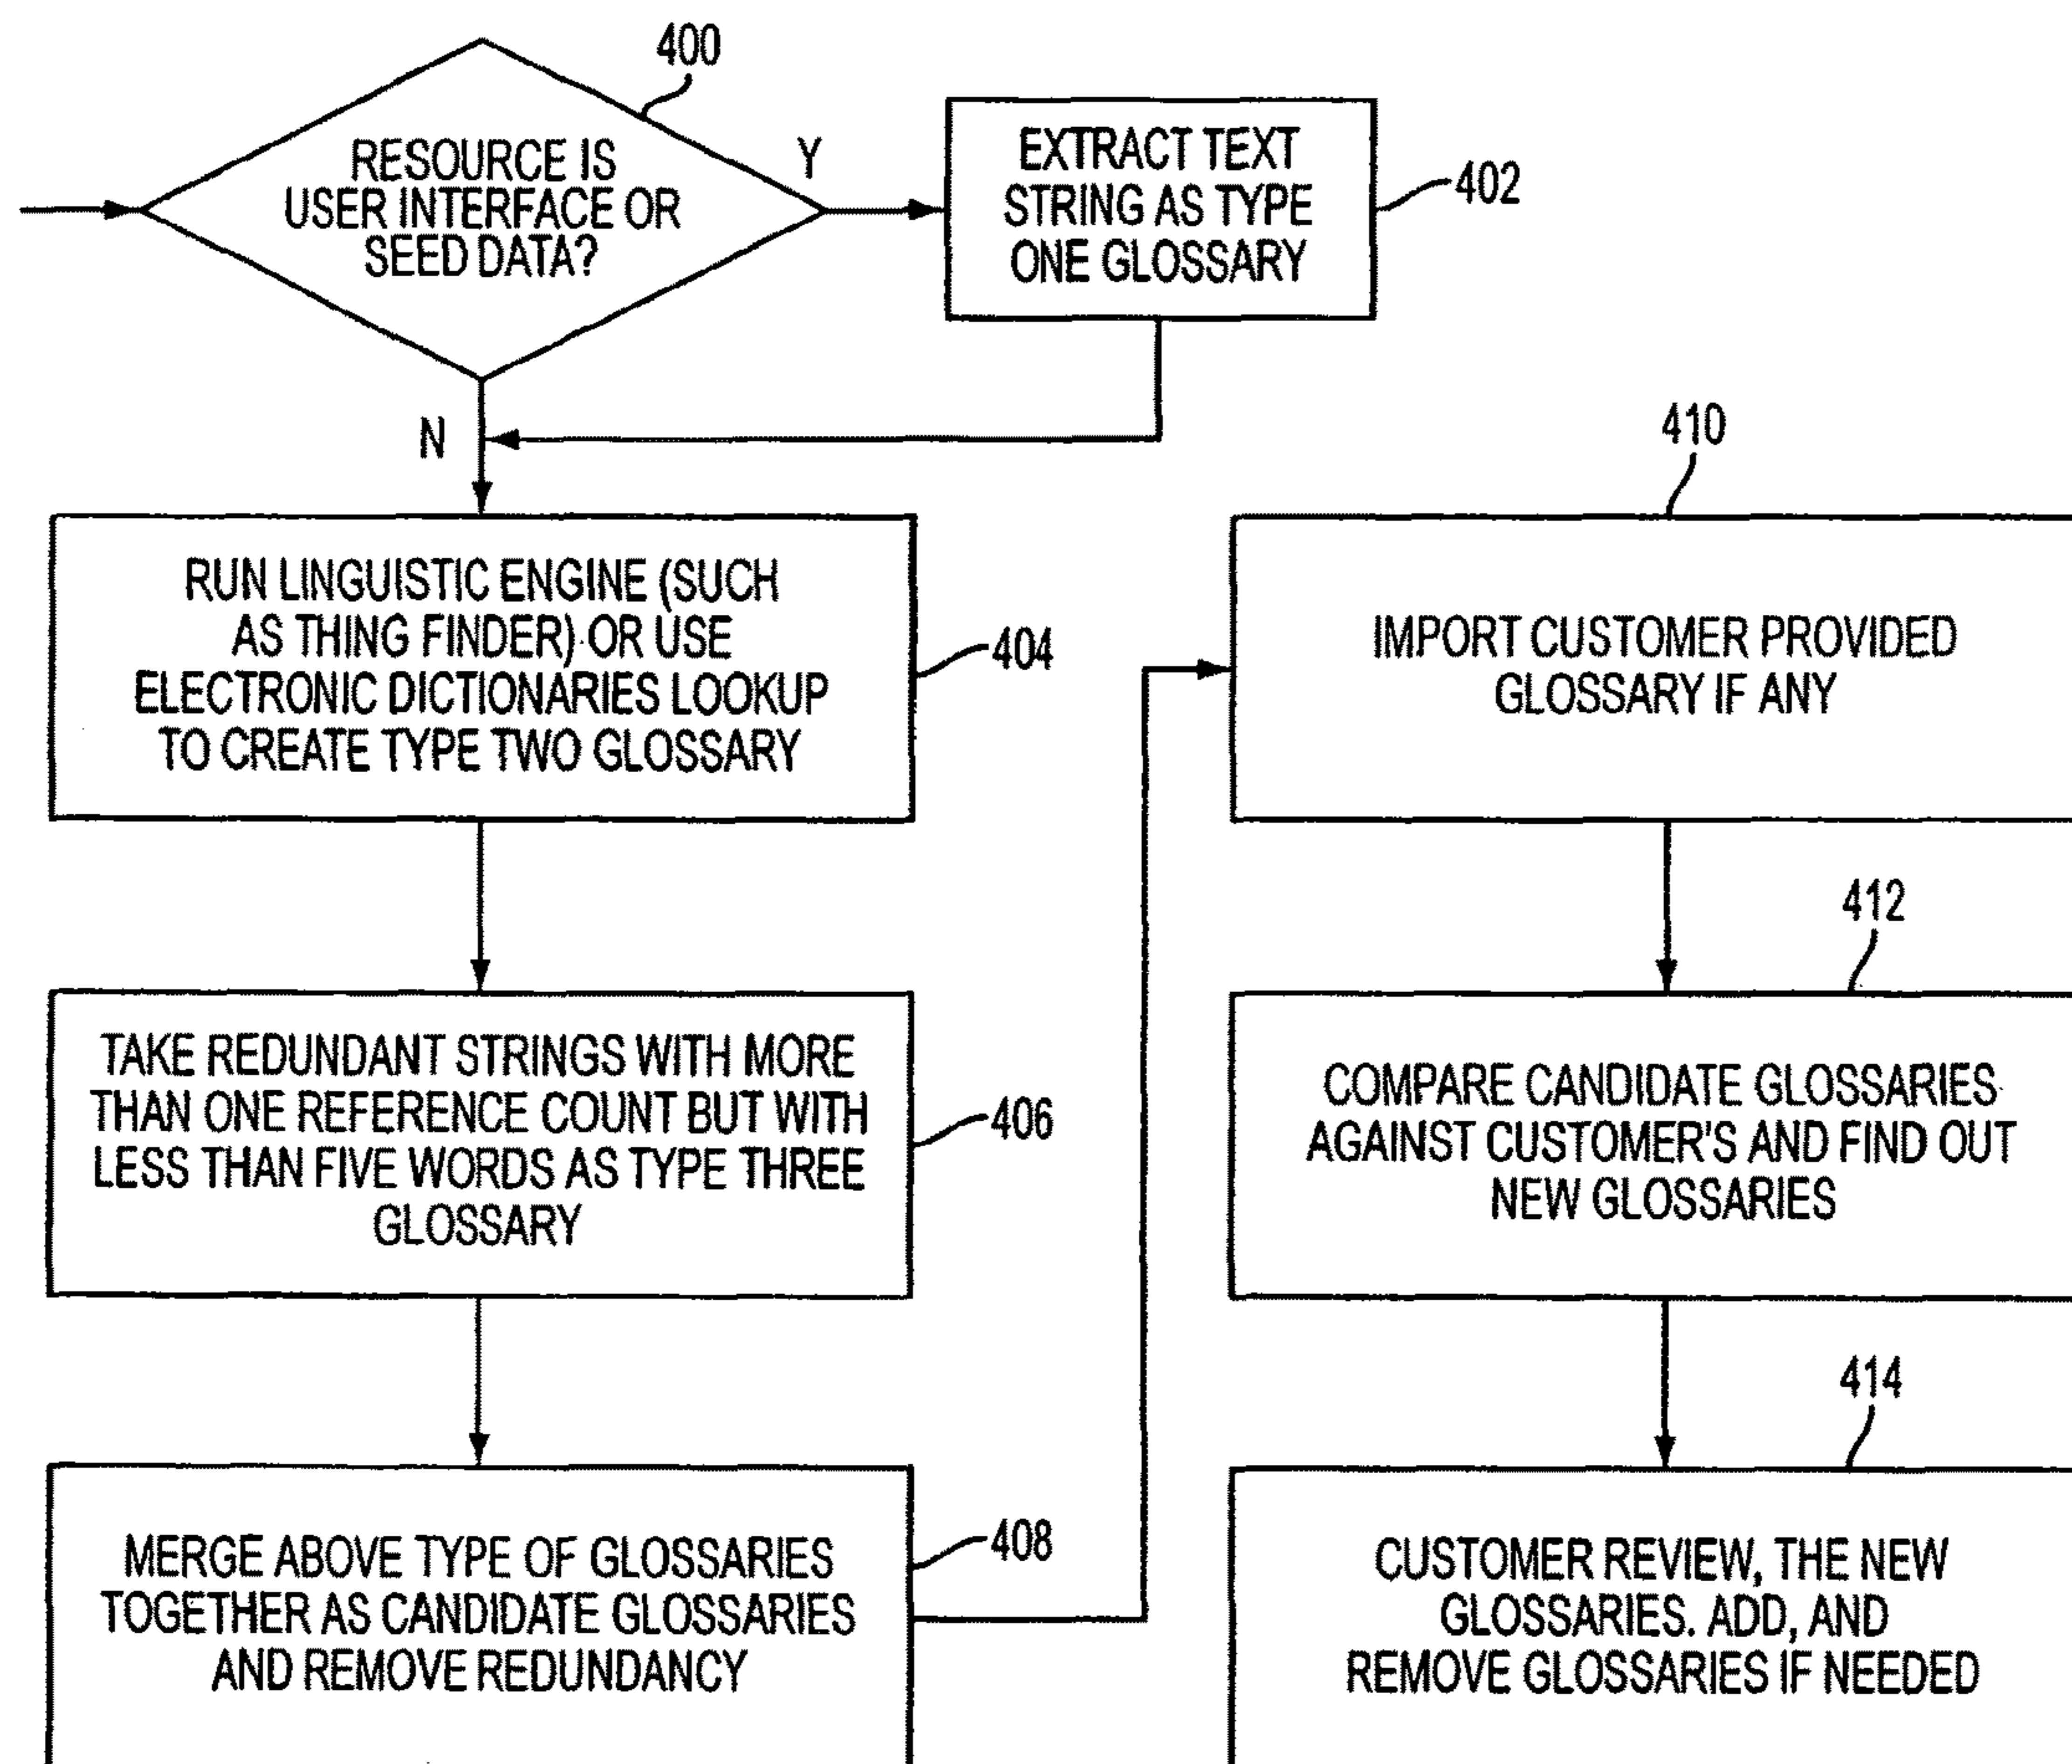 400
RESOURCE IS
USER INTERFACE OR
SEED DATA?
Y
N
EXTRACT TEXT
STRING AS TYPE
ONE GLOSSARY
402
RUN LINGUISTIC ENGINE (SUCH
AS THING FINDER) OR USE
ELECTRONIC DICTIONARIES LOOKUP
TO CREATE TYPE TWO GLOSSARY
404
TAKE REDUNDANT STRINGS WITH MORE
THAN ONE REFERENCE COUNT BUT WITH
LESS THAN FIVE WORDS AS TYPE THREE
GLOSSARY
406
MERGE ABOVE TYPE OF GLOSSARIES
TOGETHER AS CANDIDATE GLOSSARIES
AND REMOVE REDUNDANCY
408
410
IMPORT CUSTOMER PROVIDED
GLOSSARY IF ANY
412
COMPARE CANDIDATE GLOSSARIES
AGAINST CUSTOMER'S AND FIND OUT
NEW GLOSSARIES
414
CUSTOMER REVIEW, THE NEW
GLOSSARIES. ADD, AND
REMOVE GLOSSARIES IF NEEDED